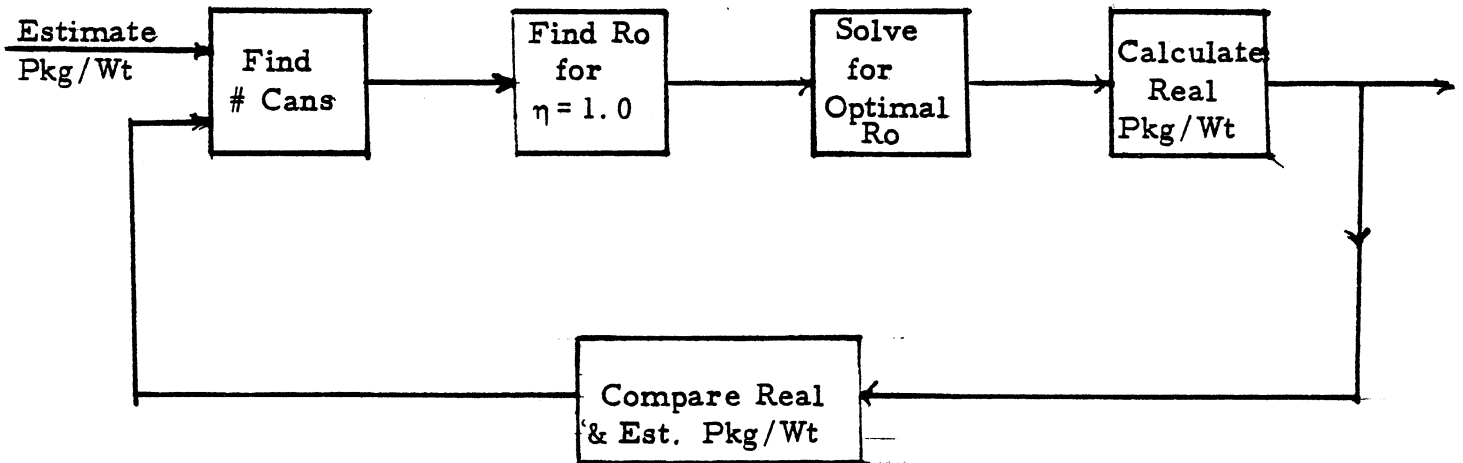 Estimate
Pkg/Wt
Find
# Cans
Find Ro
for
η = 1.0
Solve
for
Optimal
Ro
Calculate
Real
Pkg/Wt
Compare Real
& Est. Pkg/Wt